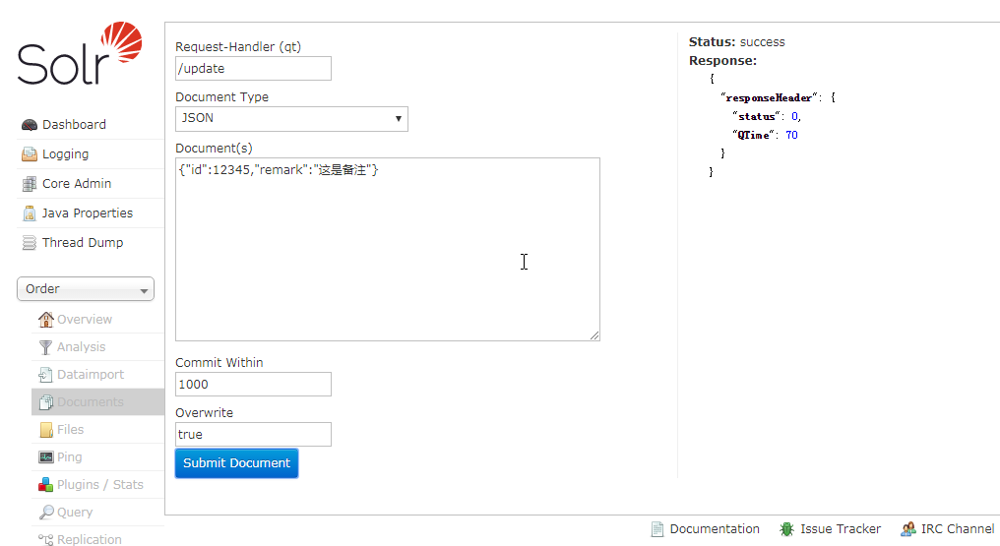 Solr
Dashboard
Logging
Core Admin
Java Properties
Thread Dump
Order
Overview
Analysis
Dataimport
Documents
Files
Ping
Plugins / Stats
Query
Replication
Request-Handler (qt)
/update
Document Type
JSON
Document(s)
{"id":12345,"remark":"这是备注"}
Commit Within
1000
Overwrite
true
Submit Document
Status: success
Response:
{
"responseHeader": {
"status": 0,
"QTime": 70
}
}
Documentation
Issue Tracker
IRC Channel